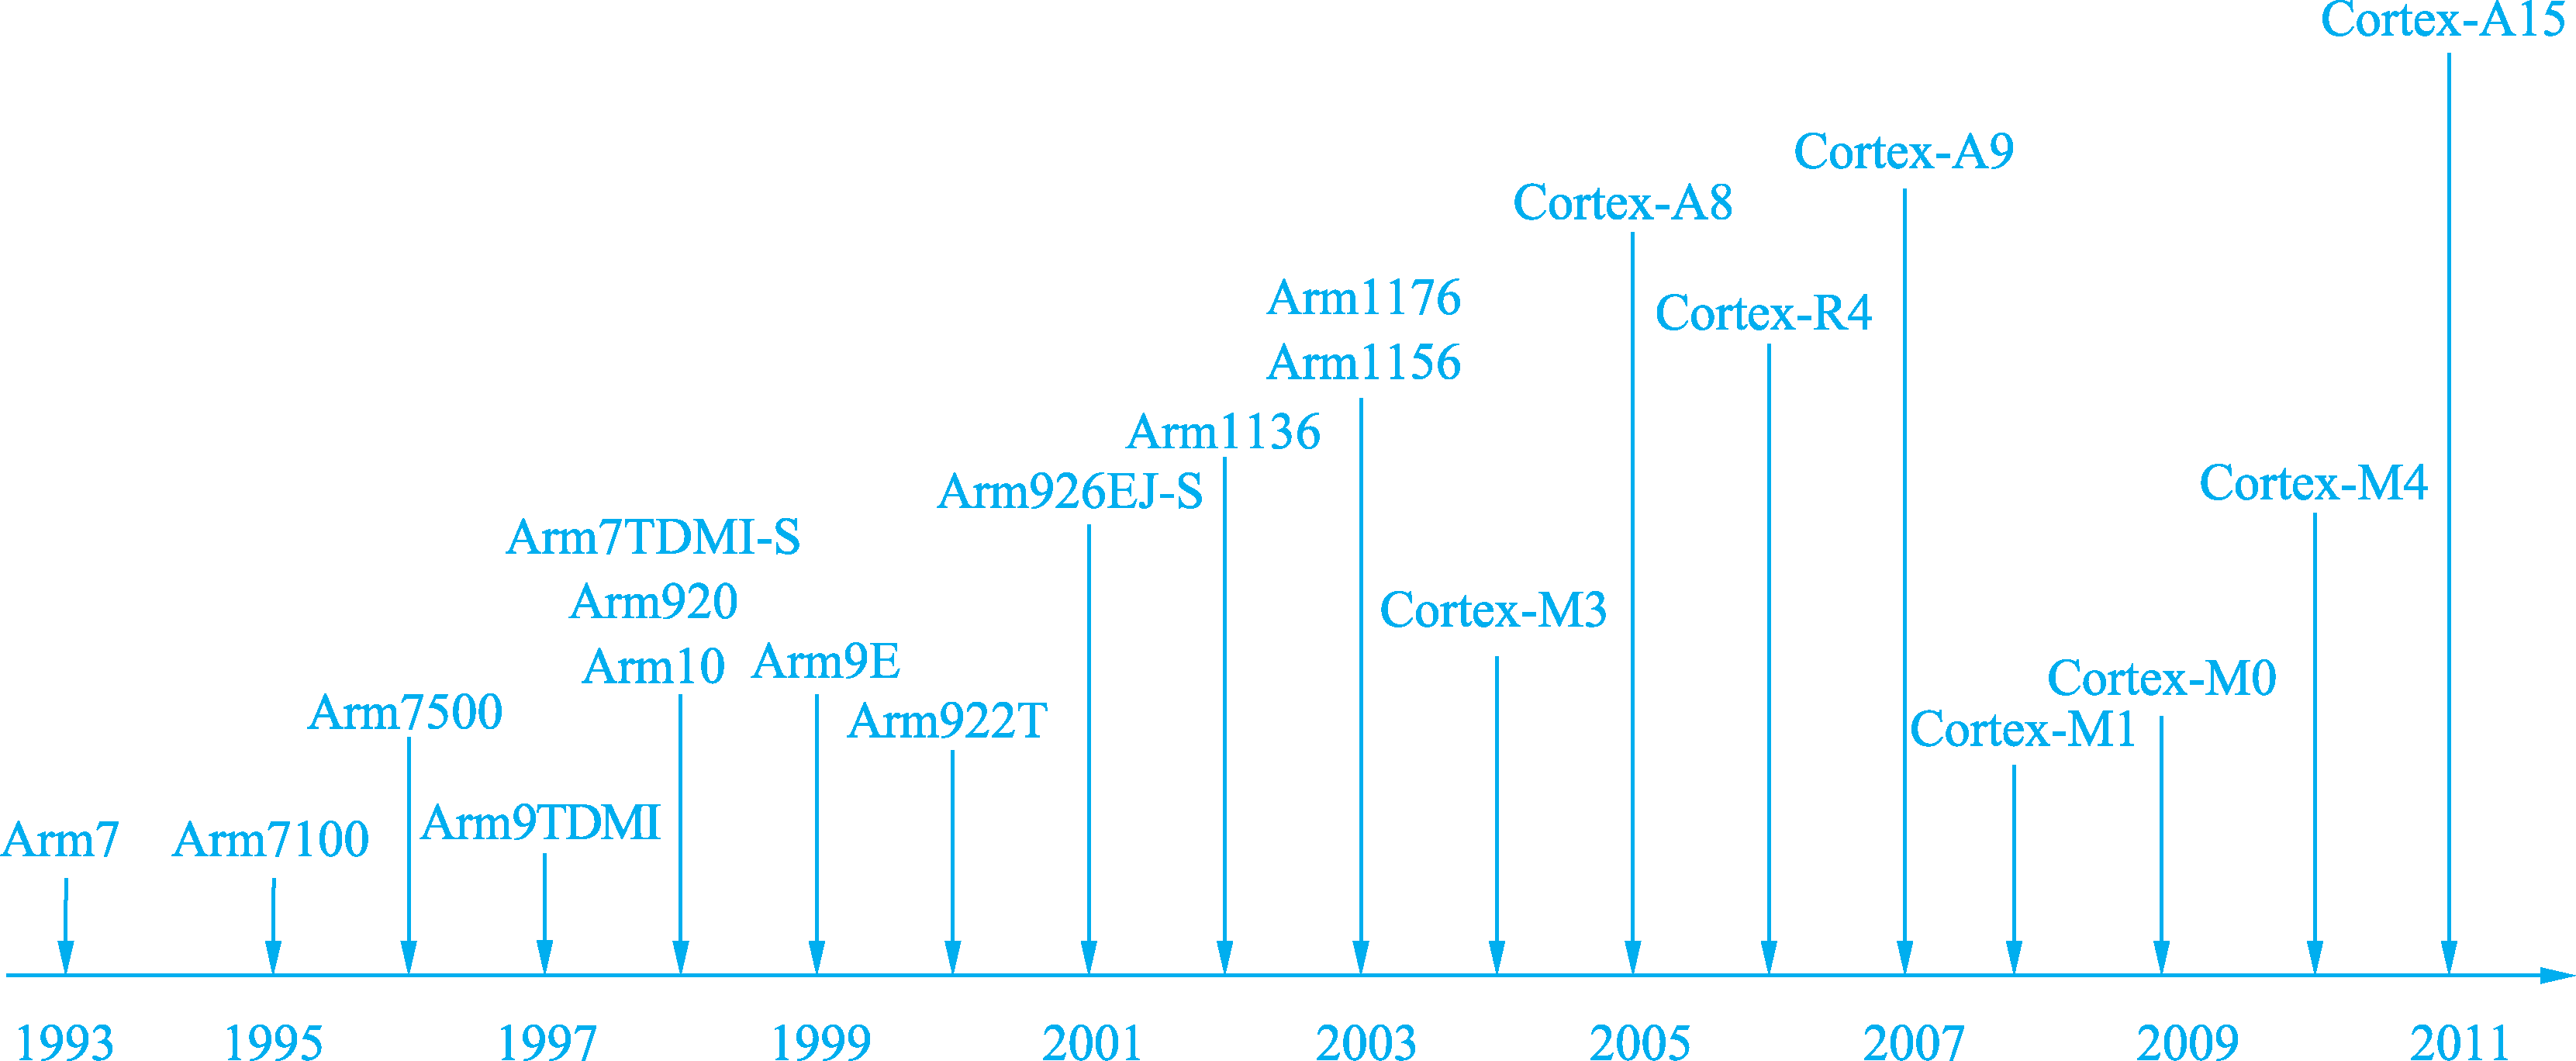 Cortex-A15
Cortex-A9
Cortex-A8
Arm1176
Cortex-R4
Arm1156
Arm1136
Cortex-M4
Arm926EJ-S
Arm7TDMI-S
Arm920
Cortex-M3
Arm10
Arm9E
Cortex-M0
Arm7500
Arm922T
Cortex-M1
Arm9TDMI
Arm7
Arm7100
1993
1995
1997
1999
2001
2003
2005
2007
2009
2011